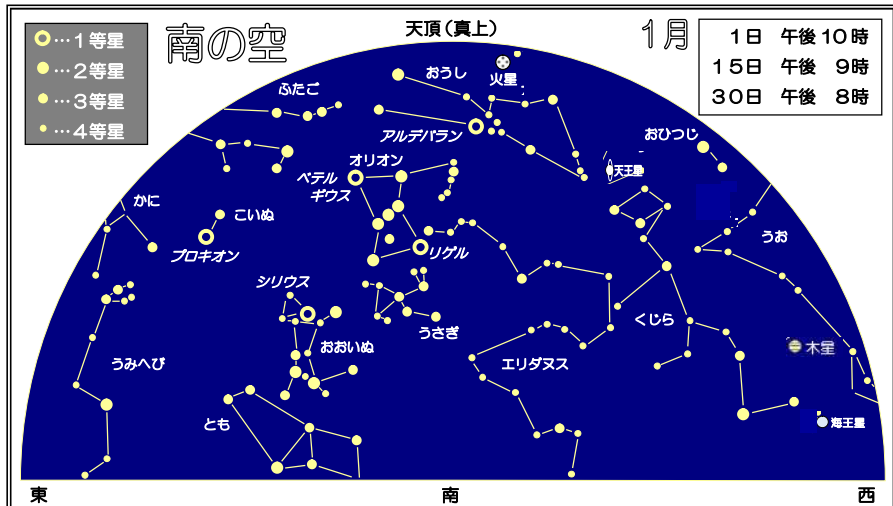 …１等星
…２等星
…３等星
…４等星
南の空
天頂（真上）
1月
１日 午後１０時
１５日 午後 ９時
３０日 午後 ８時
ふたご
おうし
火星
アルデバラン
おひつじ
天王星
オリオン
ベテル
ギウス
かに
こいぬ
プロキオン
リゲル
うお
シリウス
おおいぬ
うさぎ
くじら
木星
うみへび
エリダヌス
とも
海王星
東
南
西